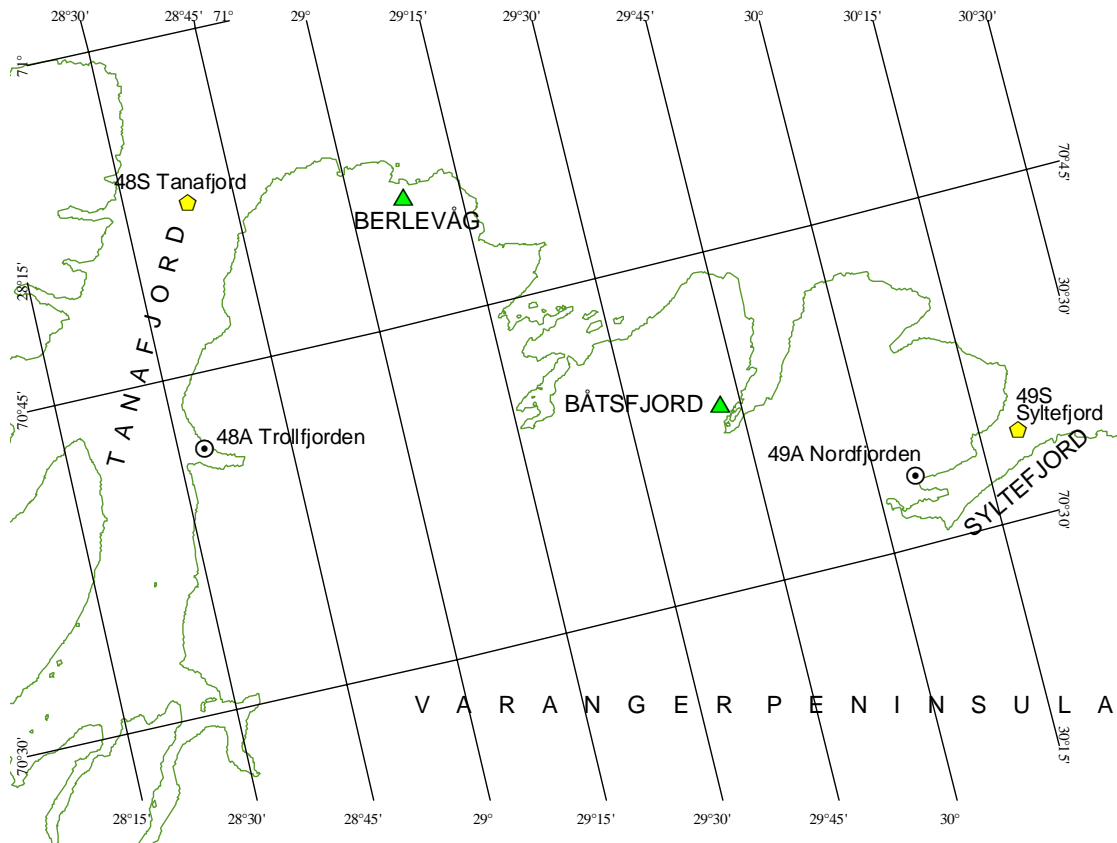 28°30'
28°45'
71°
29°
29°15'
29°30'
29°45'
30°
30°15'
30°30'
71°
70°45'
48S Tanafjord
BERLEVÅG
28°15'
30°30'
TANAFJORD
70°45'
BÅTSFJORD
49S
Syltefjord
48A Trollfjorden
49A Nordfjorden
SYLTEFJORD
70°30'
VARANGERPENINSULA
70°30'
30°15'
28°15'
28°30'
28°45'
29°
29°15'
29°30'
29°45'
30°